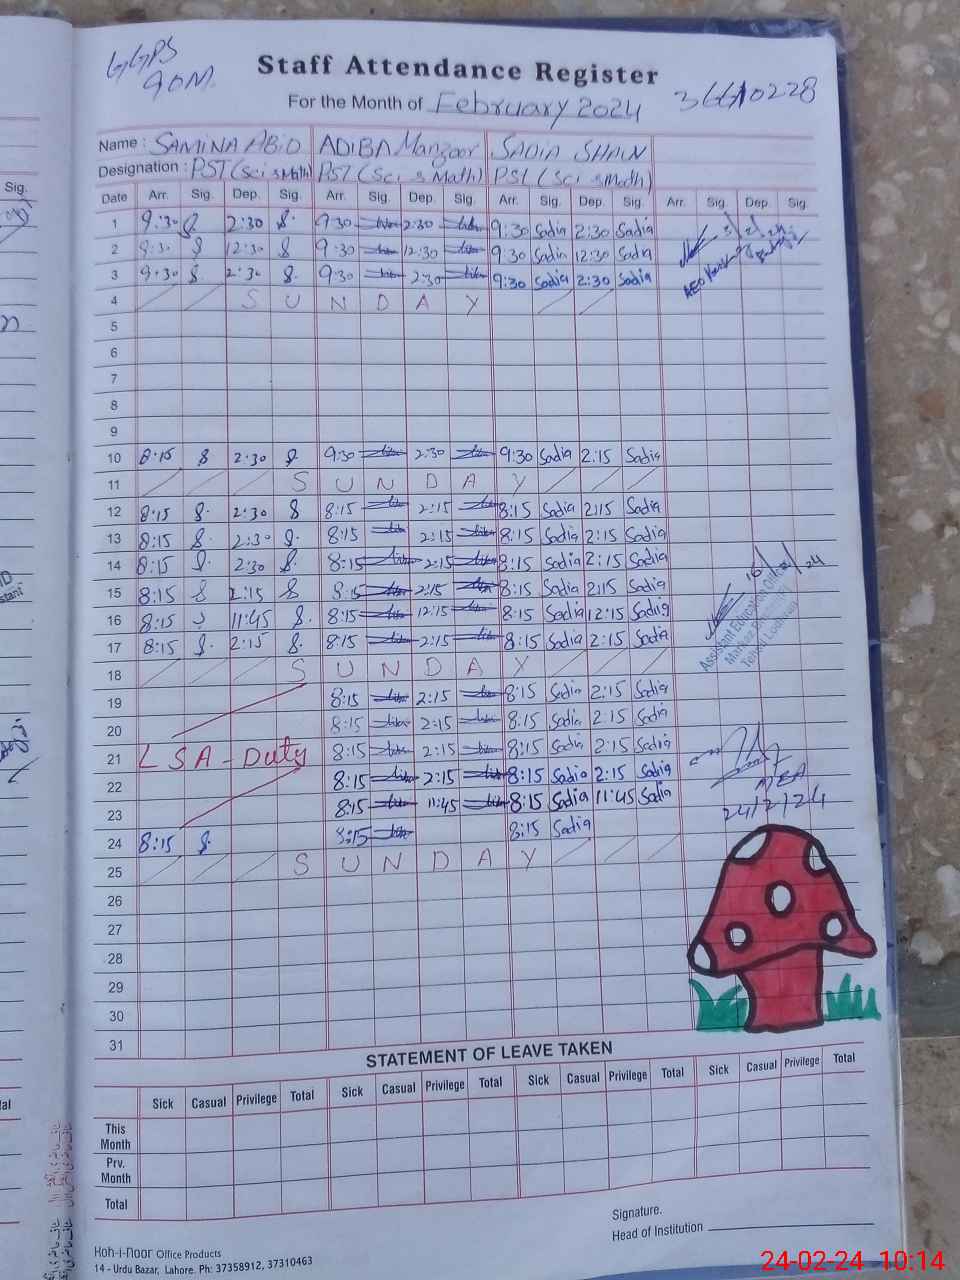 GGPS
90M.
Staff Attendance Register
For the Month of February 2024 36610228
Name : SAMINA ABID ADIBA Manzoor SADIA SHAUN
Designation : PST (Sci & Math) PST (Sci & Math) PST (Sci & Math)
Date Arr. Sig. Dep. Sig. Arr. Sig. Dep. Sig. Arr. Sig. Dep. Sig. Arr. Sig. Dep. Sig.
1 9:30 2:30 9:30 2:30 9:30 Sadia 2:30 Sadia
2 9:30 12:30 9:30 12:30 9:30 Sadia 12:30 Sadia
3 9:30 2:30 9:30 2:30 9:30 Sadia 2:30 Sadia
AEO
4 S U N D A Y
5
6
7
8
9
10 8:15 2:30 9:30 2:30 9:30 Sadia 2:15 Sadia
11 S U N D A Y
12 8:15 2:30 8:15 2:15 8:15 Sadia 2:15 Sadia
13 8:15 2:30 8:15 2:15 8:15 Sadia 2:15 Sadia
14 8:15 2:30 8:15 2:15 8:15 Sadia 2:15 Sadia
15 8:15 2:15 8:15 2:15 8:15 Sadia 2:15 Sadia
16 8:15 11:45 8:15 12:15 8:15 Sadia 12:15 Sadia
17 8:15 2:15 8:15 2:15 8:15 Sadia 2:15 Sadia
Assistant Education Officer
Markaz
Tehsil Lodhran
18 S U N D A Y
19 8:15 2:15 8:15 Sadia 2:15 Sadia
20 8:15 2:15 8:15 Sadia 2:15 Sadia
21 LSA - Duty 8:15 2:15 8:15 Sadia 2:15 Sadia
22 8:15 2:15 8:15 Sadia 2:15 Sadia
23 8:15 11:45 8:15 Sadia 11:45 Sadia
24/2/24
24 8:15 8:15 8:15 Sadia
25 S U N D A Y
26
27
28
29
30
31
STATEMENT OF LEAVE TAKEN
Sick Casual Privilege Total Sick Casual Privilege Total Sick Casual Privilege Total Sick Casual Privilege Total
This
Month
Prv.
Month
Total
Signature.
Head of Institution
Koh-i-noor Office Products
14 - Urdu Bazar, Lahore. Ph: 37358912, 37310463
24-02-24 10:14